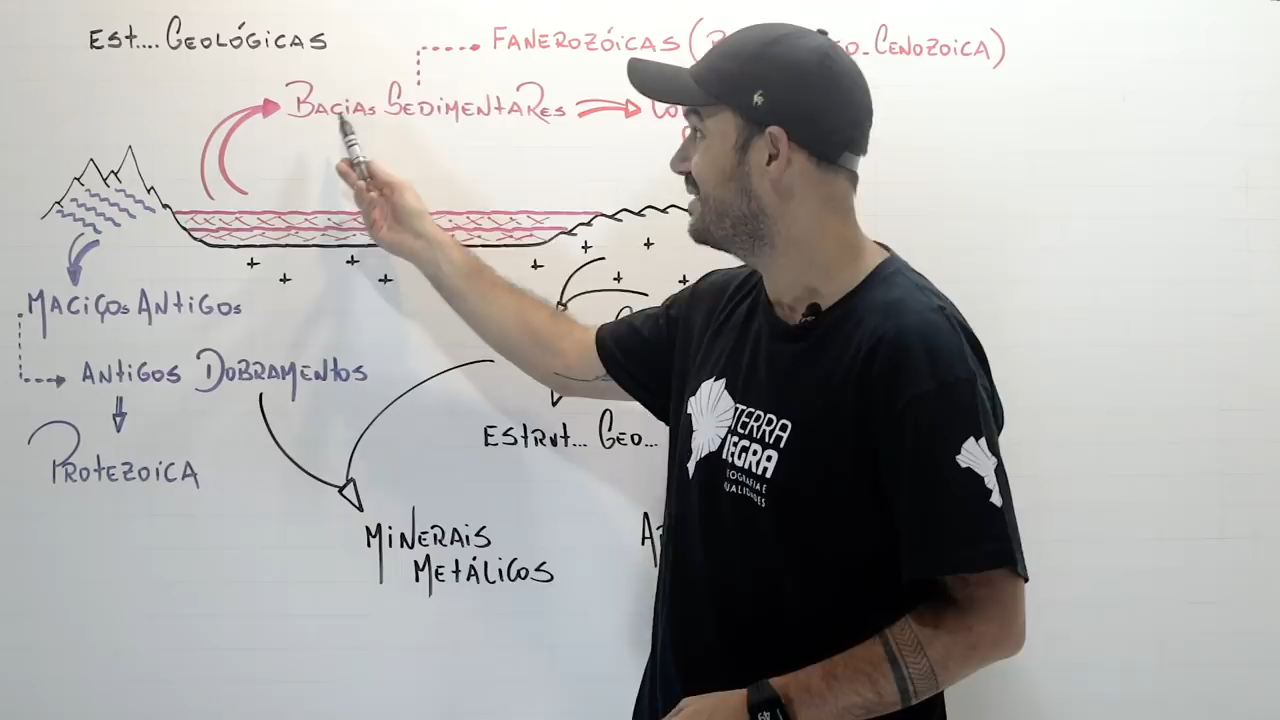 Est.... Geológicas
Fanerozóicas (
Cenozoica)
Bacias Sedimentares
Maciços Antigos
Antigos Dobramentos
Protezoica
Estrut... Geo...
Minerais
Metálicos
TERRA
NEGRA